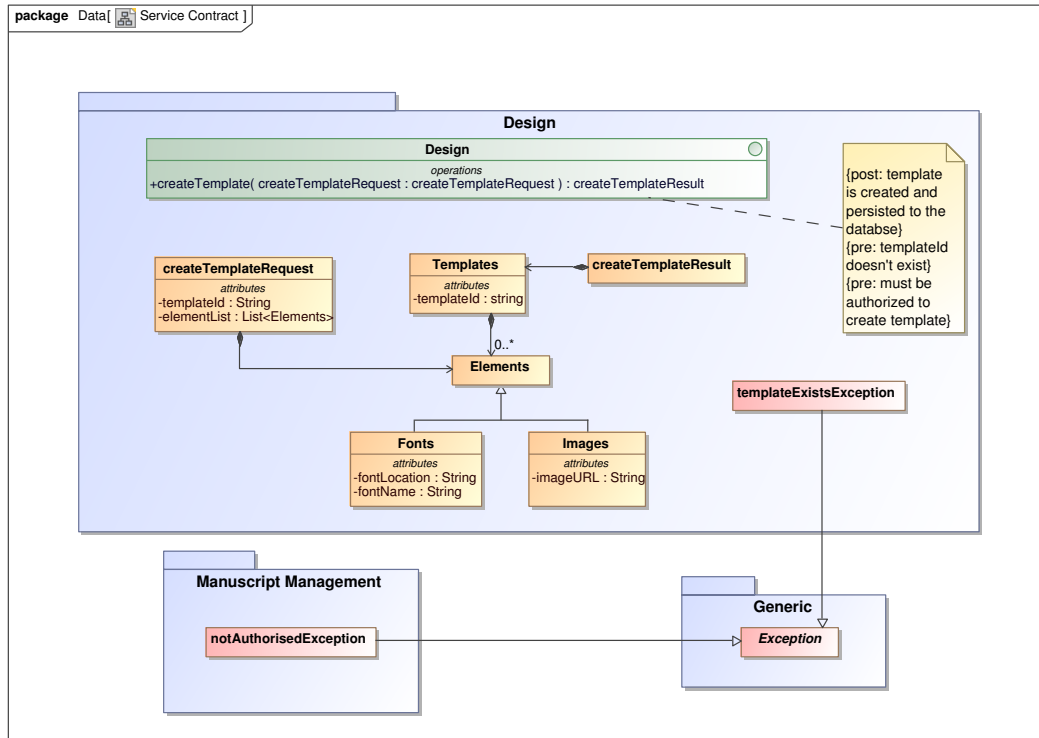 package Data[ Service Contract ]
Design
Design
operations
+createTemplate( createTemplateRequest : createTemplateRequest ) : createTemplateResult
{post: template
is created and
persisted to the
databse}
{pre: templateId
doesn't exist}
{pre: must be
authorized to
create template}
createTemplateRequest
attributes
-templateId : String
-elementList : List<Elements>
Templates
attributes
-templateId : string
createTemplateResult
0..*
Elements
templateExistsException
Fonts
attributes
-fontLocation : String
-fontName : String
Images
attributes
-imageURL : String
Manuscript Management
notAuthorisedException
Generic
Exception